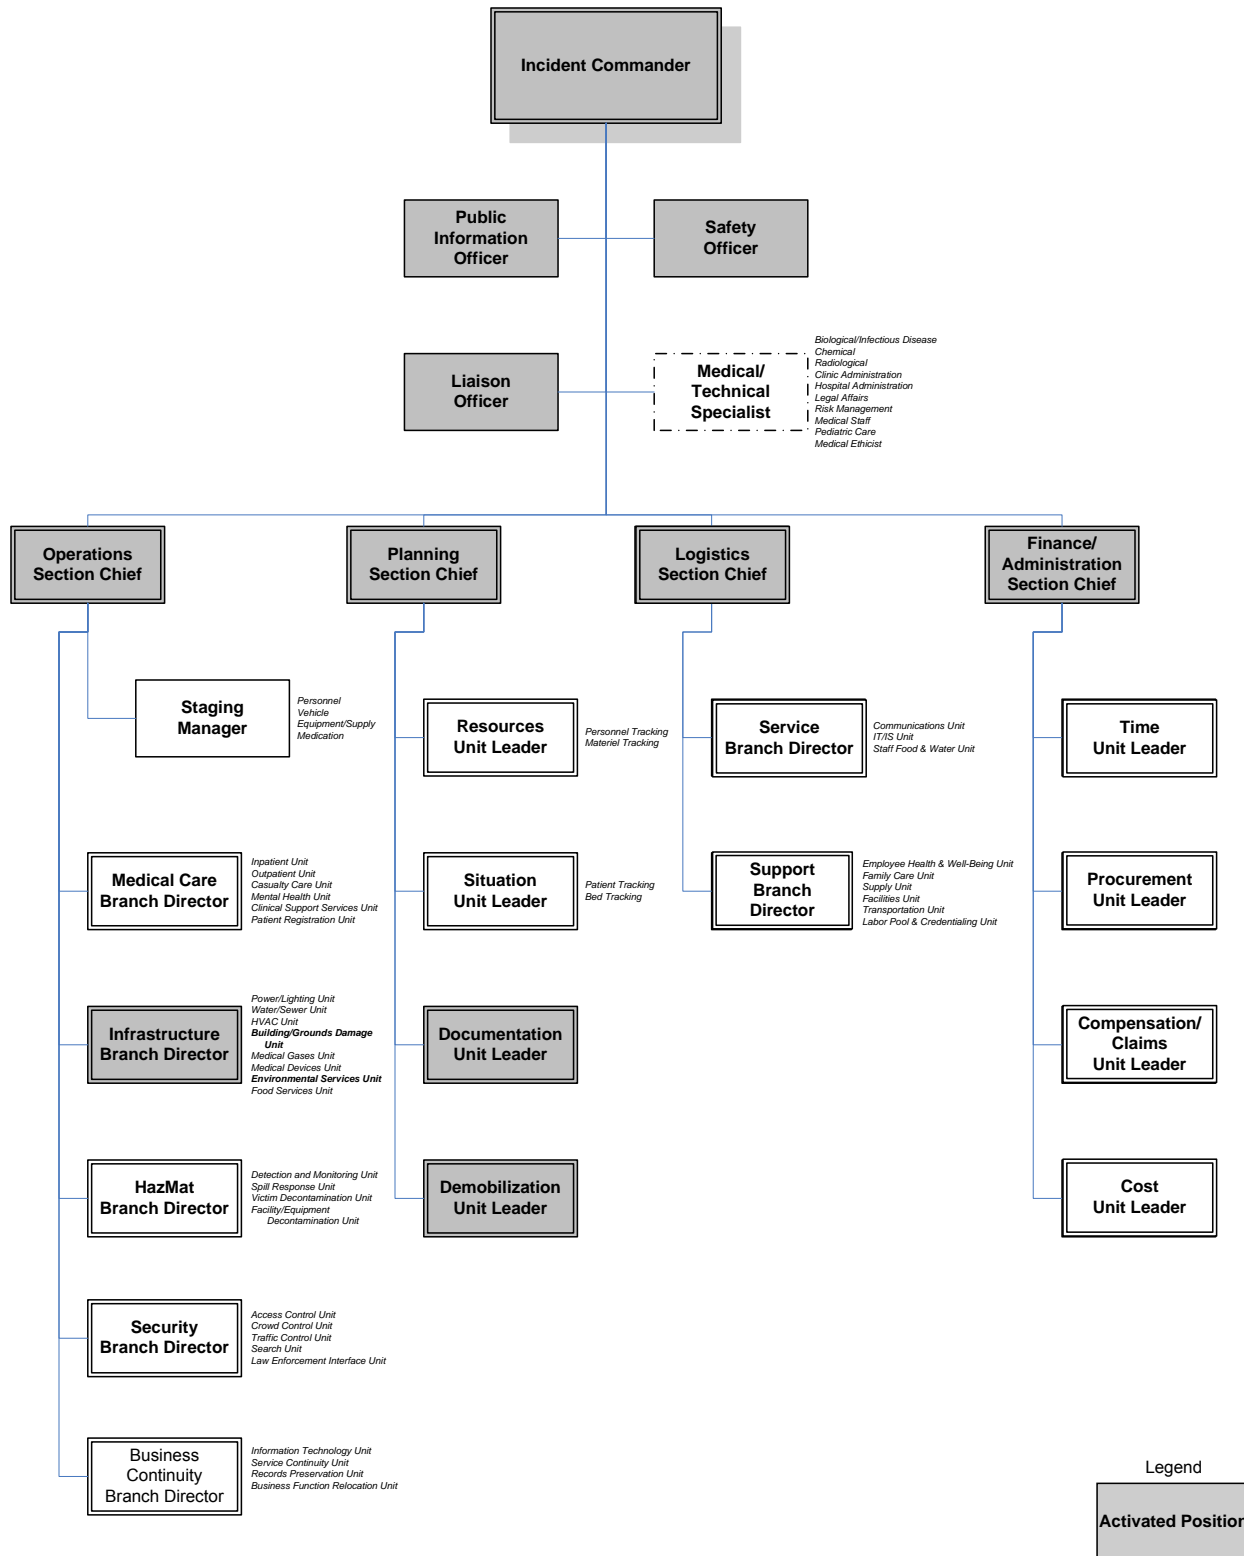 Incident Commander
Public
Information
Officer
Safety
Officer
Liaison
Officer
Medical/
Technical
Specialist
Biological/Infectious Disease
Chemical
Radiological
Clinic Administration
Hospital Administration
Legal Affairs
Risk Management
Medical Staff
Pediatric Care
Medical Ethicist
Operations
Section Chief
Planning
Section Chief
Logistics
Section Chief
Finance/
Administration
Section Chief
Staging
Manager
Personnel
Vehicle
Equipment/Supply
Medication
Resources
Unit Leader
Personnel Tracking
Materiel Tracking
Service
Branch Director
Communications Unit
IT/IS Unit
Staff Food & Water Unit
Time
Unit Leader
Medical Care
Branch Director
Inpatient Unit
Outpatient Unit
Casualty Care Unit
Mental Health Unit
Clinical Support Services Unit
Patient Registration Unit
Situation
Unit Leader
Patient Tracking
Bed Tracking
Support
Branch
Director
Employee Health & Well-Being Unit
Family Care Unit
Supply Unit
Facilities Unit
Transportation Unit
Labor Pool & Credentialing Unit
Procurement
Unit Leader
Infrastructure
Branch Director
Power/Lighting Unit
Water/Sewer Unit
HVAC Unit
Building/Grounds Damage
Unit
Medical Gases Unit
Medical Devices Unit
Environmental Services Unit
Food Services Unit
Documentation
Unit Leader
Compensation/
Claims
Unit Leader
HazMat
Branch Director
Detection and Monitoring Unit
Spill Response Unit
Victim Decontamination Unit
Facility/Equipment
Decontamination Unit
Demobilization
Unit Leader
Cost
Unit Leader
Security
Branch Director
Access Control Unit
Crowd Control Unit
Traffic Control Unit
Search Unit
Law Enforcement Interface Unit
Business
Continuity
Branch Director
Information Technology Unit
Service Continuity Unit
Records Preservation Unit
Business Function Relocation Unit
Legend
Activated Position